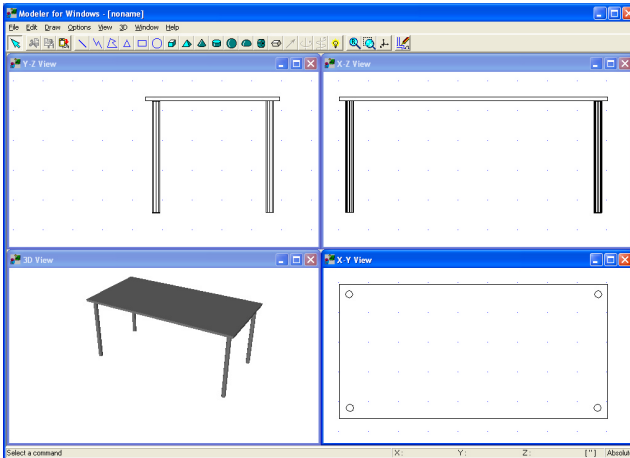 Modeler for Windows - [noname]
File Edit Draw Options View 3D Window Help
Y-Z View
X-Z View
3D View
X-Y View
Select a command
X: Y: Z: ["] Absolute